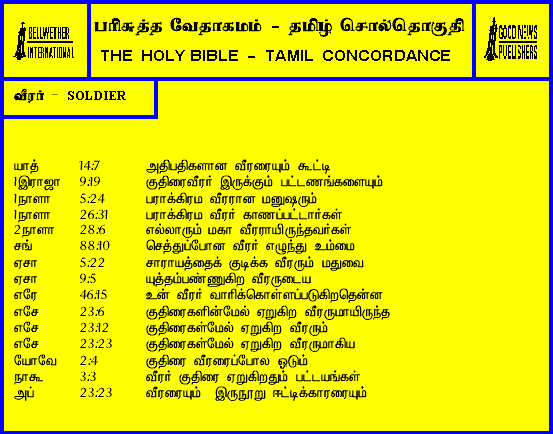 BELLWETHER
INTERNATIONAL
பரிசுத்த வேதாகமம் - தமிழ் சொல்தொகுதி
THE HOLY BIBLE - TAMIL CONCORDANCE
GOOD NEWS
PUBLISHERS
வீரர் - SOLDIER
யாத் 14:7 அதிபதிகளான வீரரையும் கூட்டி
1இராஜா 9:19 குதிரைவீரர் இருக்கும் பட்டணங்களையும்
1நாளா 5:24 பராக்கிரம வீரரான மனுஷரும்
1நாளா 26:31 பராக்கிரம வீரர் காணப்பட்டார்கள்
2நாளா 28:6 எல்லாரும் மகா வீரராயிருந்தவர்கள்
சங் 88:10 செத்துப்போன வீரர் எழுந்து உம்மை
ஏசா 5:22 சாராயத்தைக் குடிக்க வீரரும் மதுவை
ஏசா 9:5 யுத்தம்பண்ணுகிற வீரருடைய
எரே 46:15 உன் வீரர் வாரிக்கொள்ளப்படுகிறதென்ன
எசே 23:6 குதிரைகளின்மேல் ஏறுகிற வீரருமாயிருந்த
எசே 23:12 குதிரைகள்மேல் ஏறுகிற வீரரும்
எசே 23:23 குதிரைகள்மேல் ஏறுகிற வீரருமாகிய
யோவே 2:4 குதிரை வீரரைப்போல ஓடும்
நாகூ 3:3 வீரர் குதிரை ஏறுகிறதும் பட்டயங்கள்
அப் 23:23 வீரரையும் இருநூறு ஈட்டிக்காரரையும்